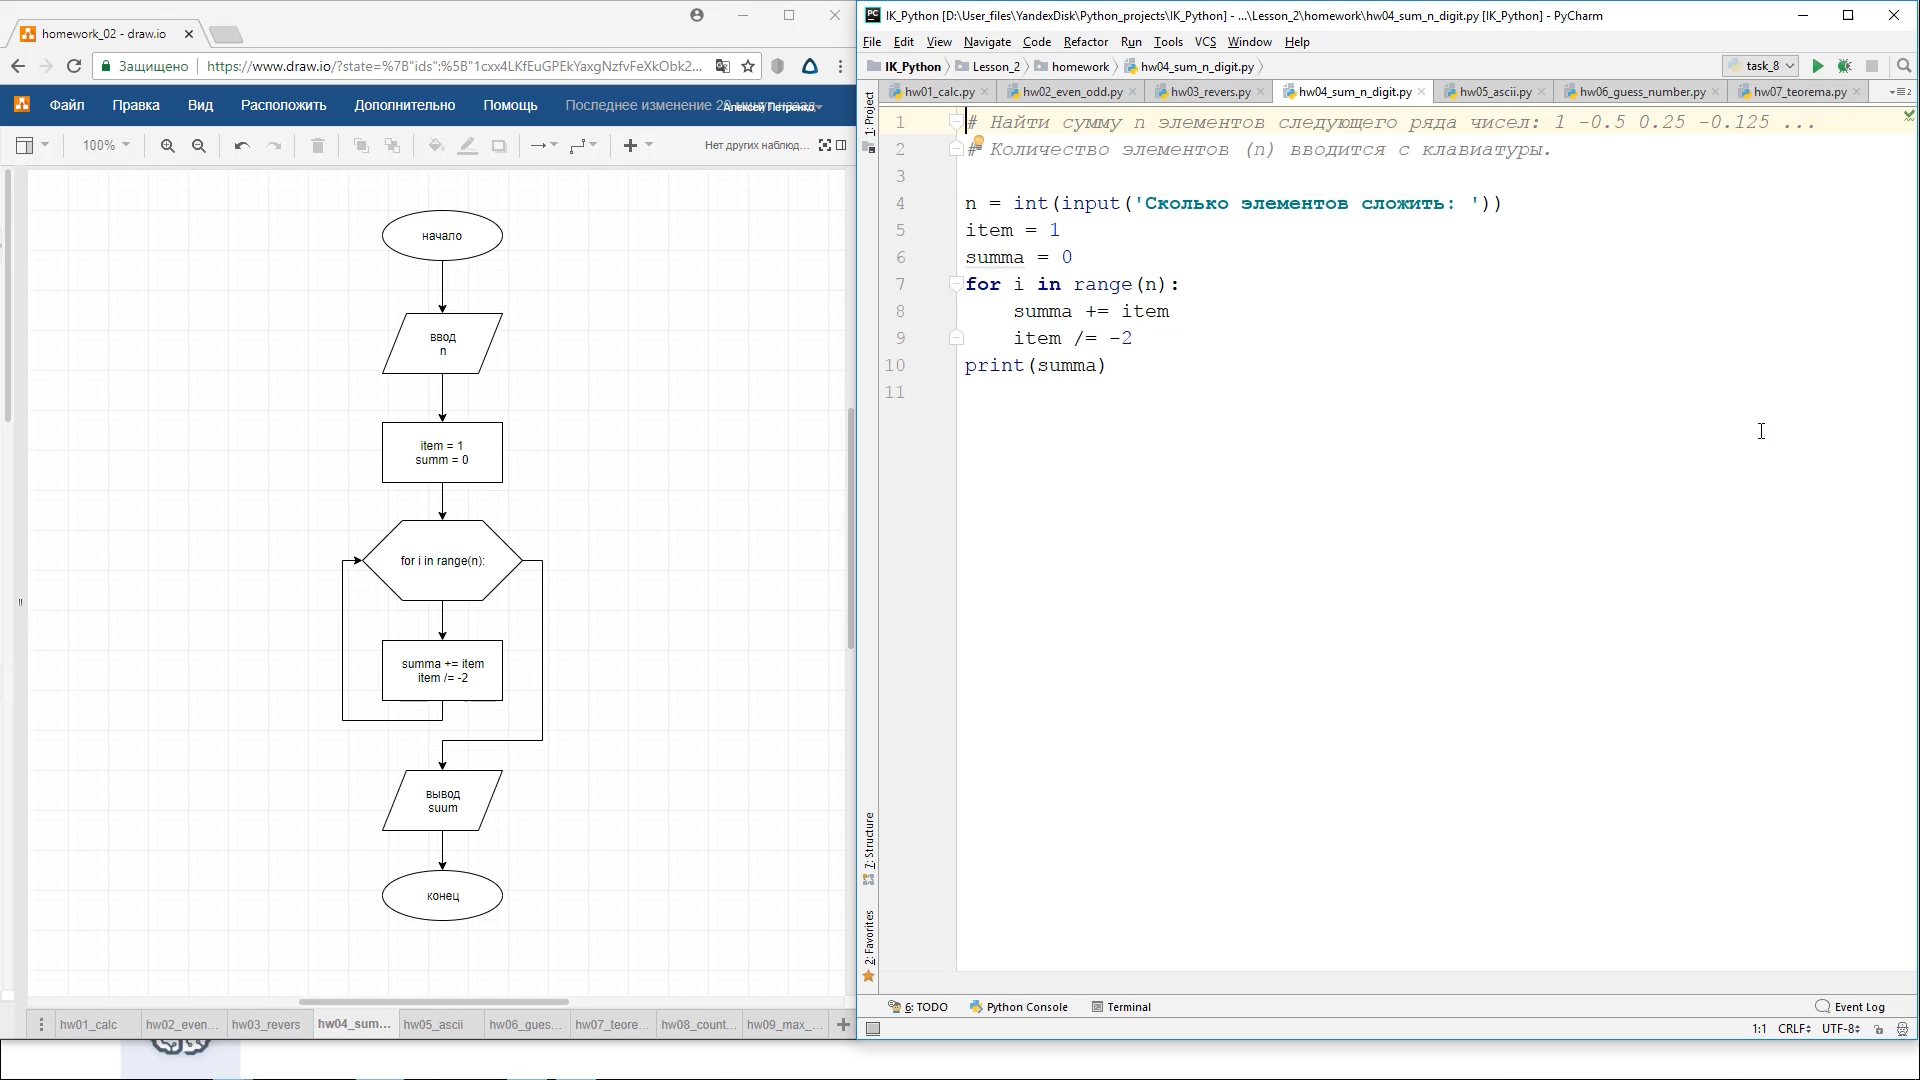 homework_02 - draw.io
Защищено
https://www.draw.io/?state=%7B"ids":%5B"1cxx4LKfEuGPEkYaxgNzfvFeXkObk2...
Файл Правка Вид Расположить Дополнительно Помощь Последнее изменение
Алексей Петренко
100%
Нет других наблюд...
начало
ввод
n
item = 1
summ = 0
for i in range(n):
summa += item
item /= -2
вывод
suum
конец
hw01_calc hw02_even... hw03_revers hw04_sum... hw05_ascii hw06_gues... hw07_teore... hw08_count... hw09_max_...
IK_Python [D:\User_files\YandexDisk\Python_projects\IK_Python] - ...\Lesson_2\homework\hw04_sum_n_digit.py [IK_Python] - PyCharm
File Edit View Navigate Code Refactor Run Tools VCS Window Help
IK_Python Lesson_2 homework hw04_sum_n_digit.py
task_8
hw01_calc.py hw02_even_odd.py hw03_revers.py hw04_sum_n_digit.py hw05_ascii.py hw06_guess_number.py hw07_teorema.py
1: Project
7: Structure
2: Favorites
1 # Найти сумму n элементов следующего ряда чисел: 1 -0.5 0.25 -0.125 ...
2 # Количество элементов (n) вводится с клавиатуры.
3
4 n = int(input('Сколько элементов сложить: '))
5 item = 1
6 summa = 0
7 for i in range(n):
8 summa += item
9 item /= -2
10 print(summa)
11
6: TODO Python Console Terminal Event Log
1:1 CRLF UTF-8